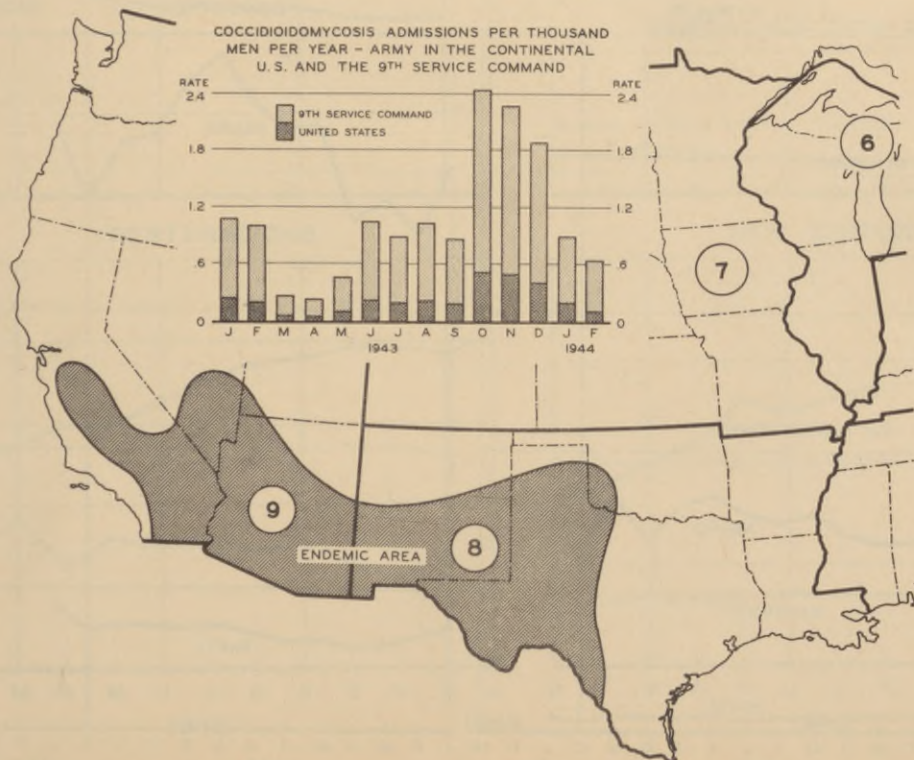 COCCIDIOIDOMYCOSIS ADMISSIONS PER THOUSAND
MEN PER YEAR – ARMY IN THE CONTINENTAL
U.S. AND THE 9TH SERVICE COMMAND
RATE
RATE
2.4
2.4
9TH SERVICE COMMAND
UNITED STATES
1.8
1.8
1.2
1.2
.6
.6
0
0
J F M A M J J A S O N D J F
1943
1944
6
7
9
8
ENDEMIC AREA